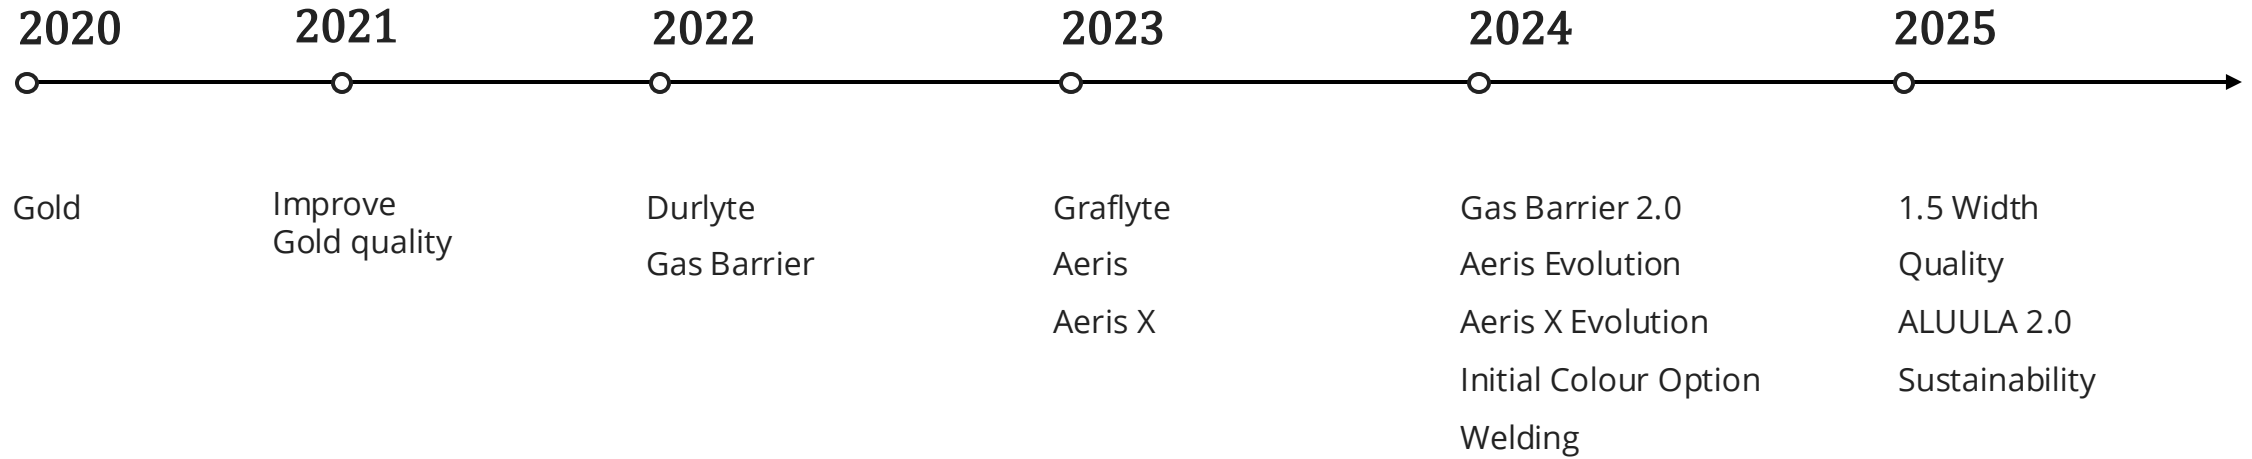 2020
2021
2022
2023
2024
2025
Gold
Improve
Gold quality
Durlyte
Gas Barrier
Graflyte
Aeris
Aeris X
Gas Barrier 2.0
Aeris Evolution
Aeris X Evolution
Initial Colour Option
Welding
1.5 Width
Quality
ALUULA 2.0
Sustainability